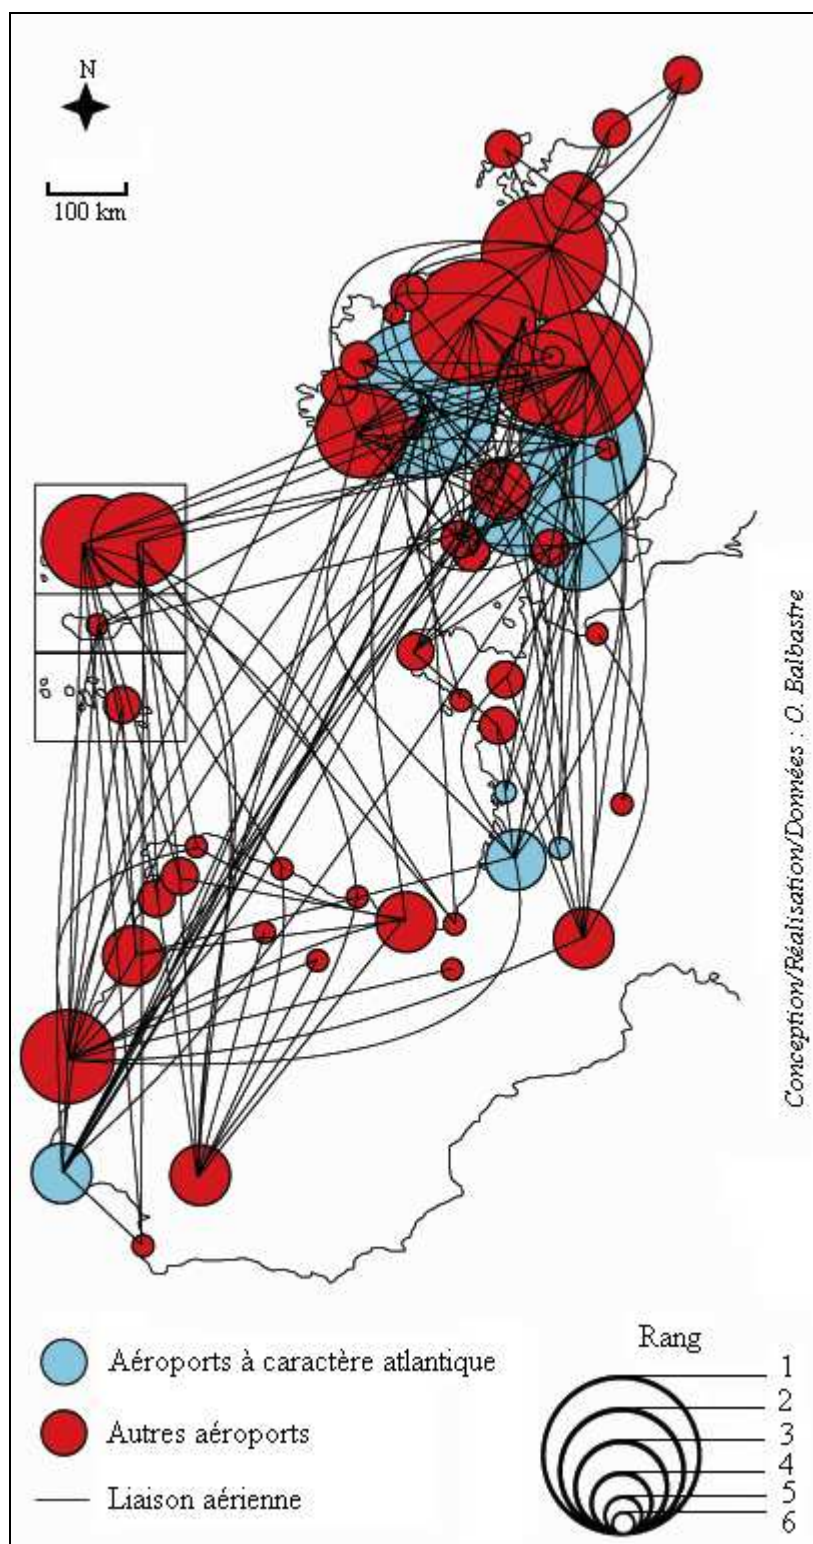 N
100 km
Conception/Réalisation/Données : O. Balbastre
Aéroports à caractère atlantique
Autres aéroports
Liaison aérienne
Rang
1
2
3
4
5
6